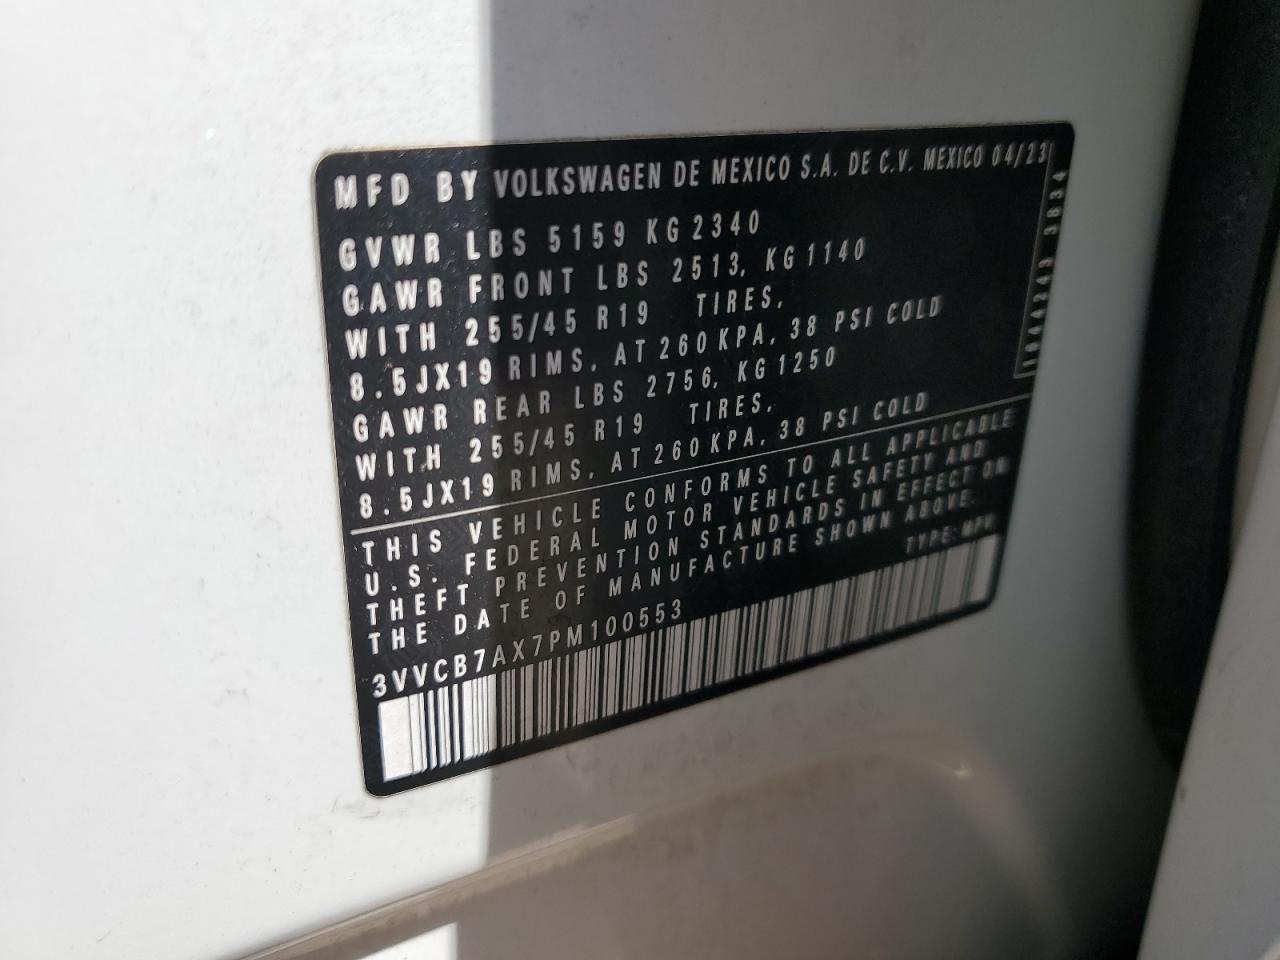 MFD BY VOLKSWAGEN DE MEXICO S.A. DE C.V. MEXICO 04/23
GVWR LBS 5159 KG 2340
GAWR FRONT LBS 2513, KG 1140
WITH 255/45 R19 TIRES,
8.5JX19 RIMS, AT 260 KPA, 38 PSI COLD
GAWR REAR LBS 2756, KG 1250
WITH 255/45 R19 TIRES,
8.5JX19 RIMS, AT 260 KPA, 38 PSI COLD
THIS VEHICLE CONFORMS TO ALL APPLICABLE
U.S. FEDERAL MOTOR VEHICLE SAFETY AND
THEFT PREVENTION STANDARDS IN EFFECT ON
THE DATE OF MANUFACTURE SHOWN ABOVE.
3VVCB7AX7PM100553 TYPE: MPV
3834